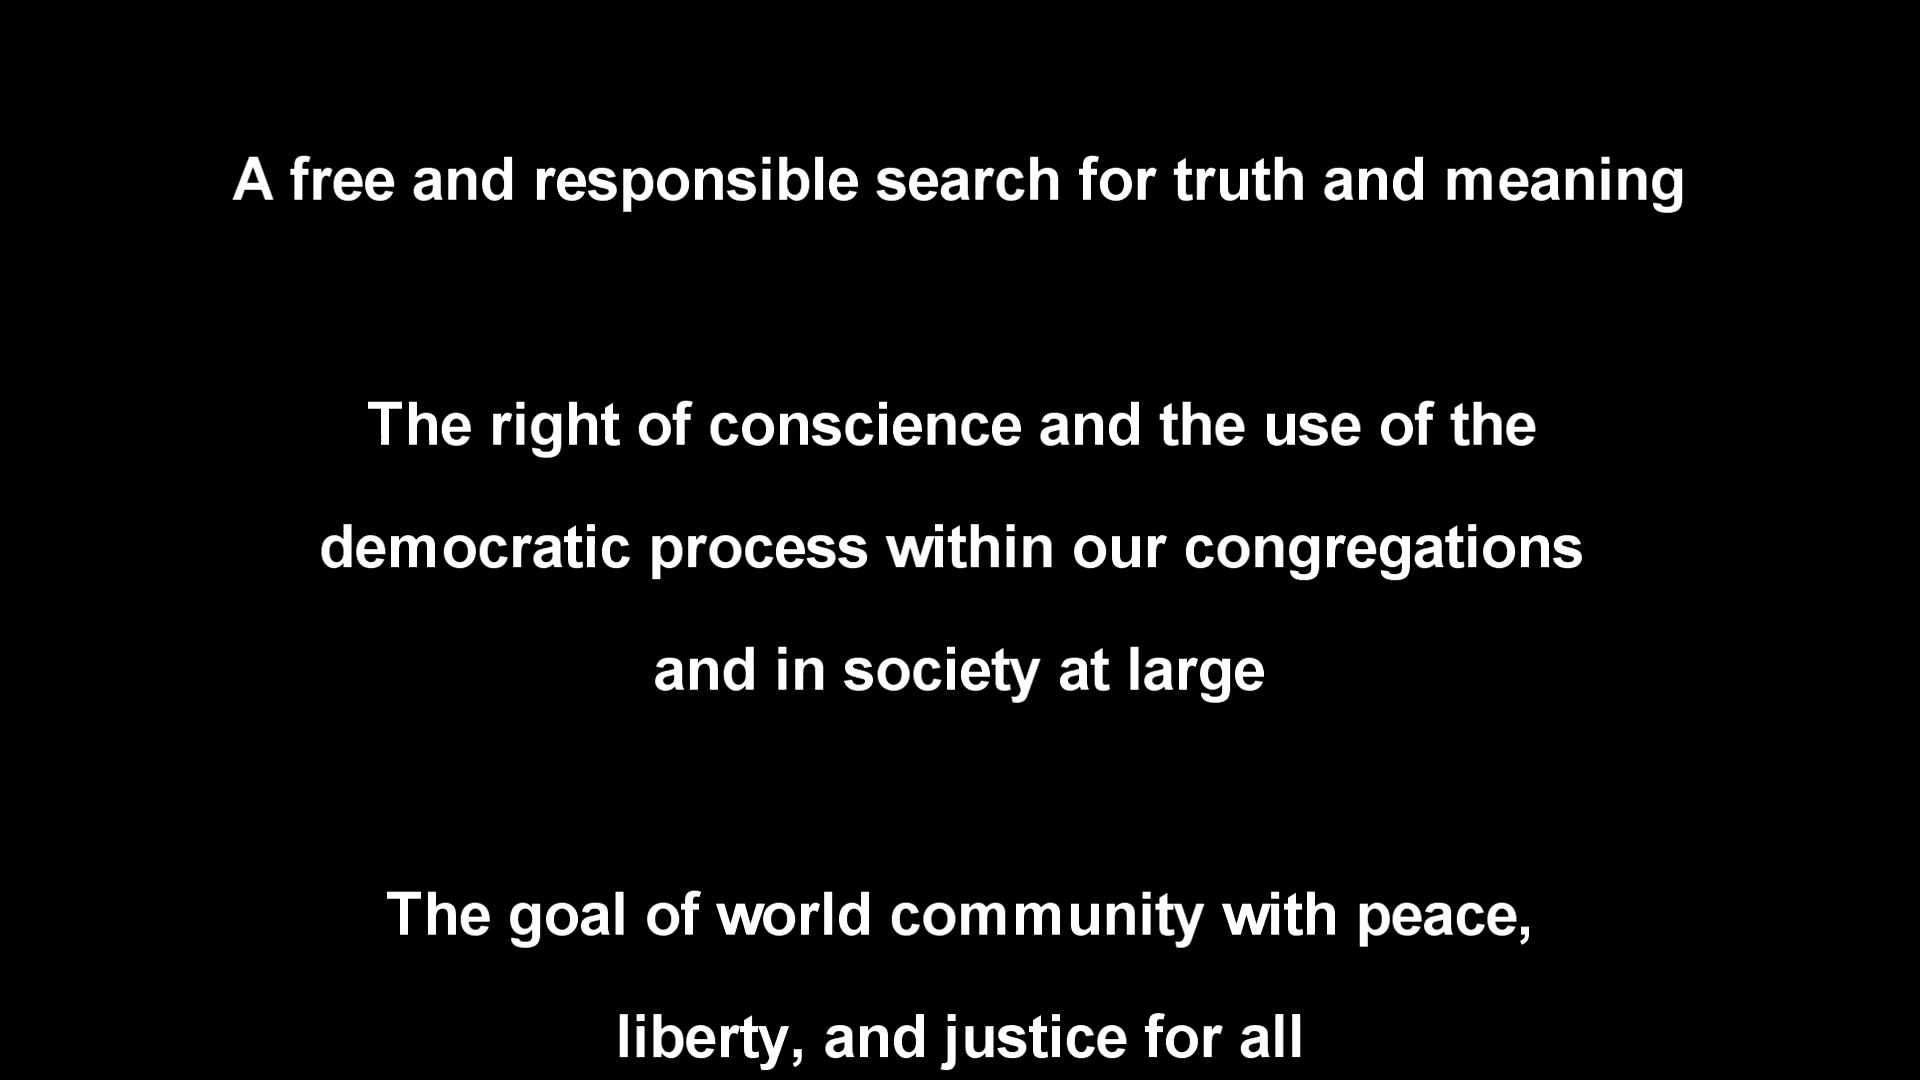 A free and responsible search for truth and meaning
The right of conscience and the use of the
democratic process within our congregations
and in society at large
The goal of world community with peace,
liberty, and justice for all